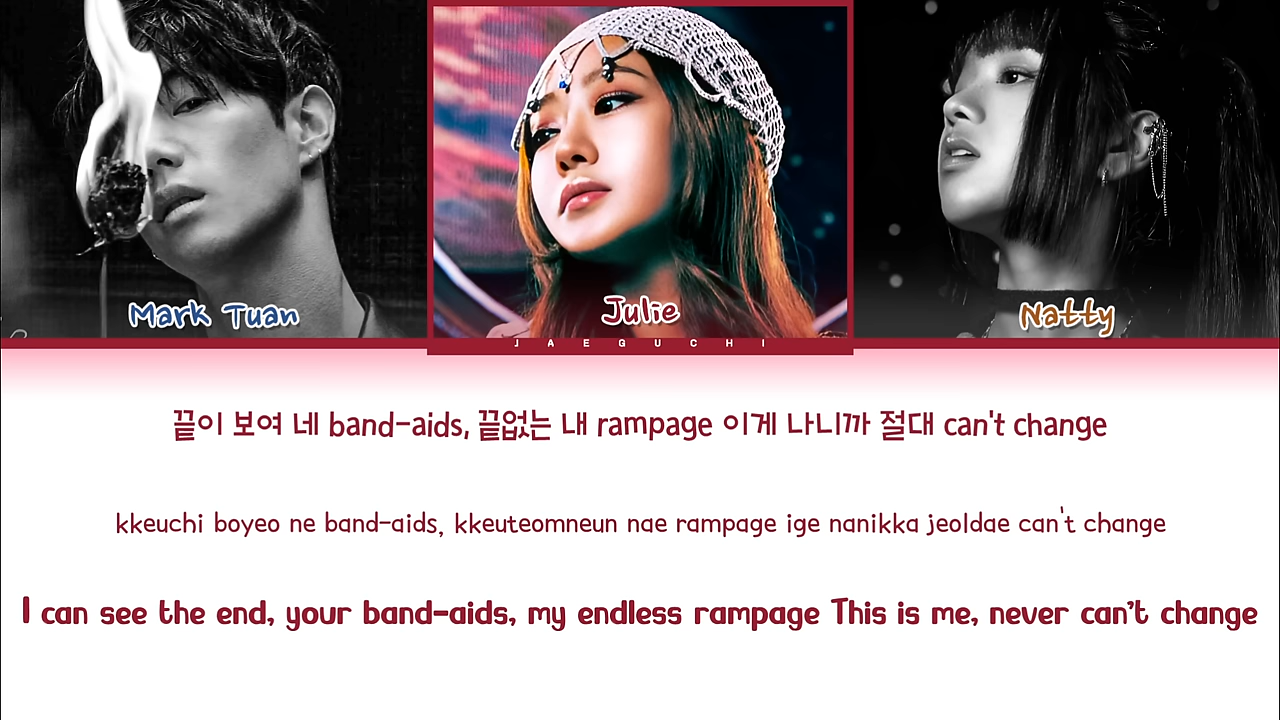 Mark Tuan
Julie
Natty
JAEGUCHI
끝이 보여 네 band-aids, 끝없는 내 rampage 이게 나니까 절대 can't change
kkeuchi boyeo ne band-aids, kkeuteomneun nae rampage ige nanikka jeoldae can't change
I can see the end, your band-aids, my endless rampage This is me, never can't change